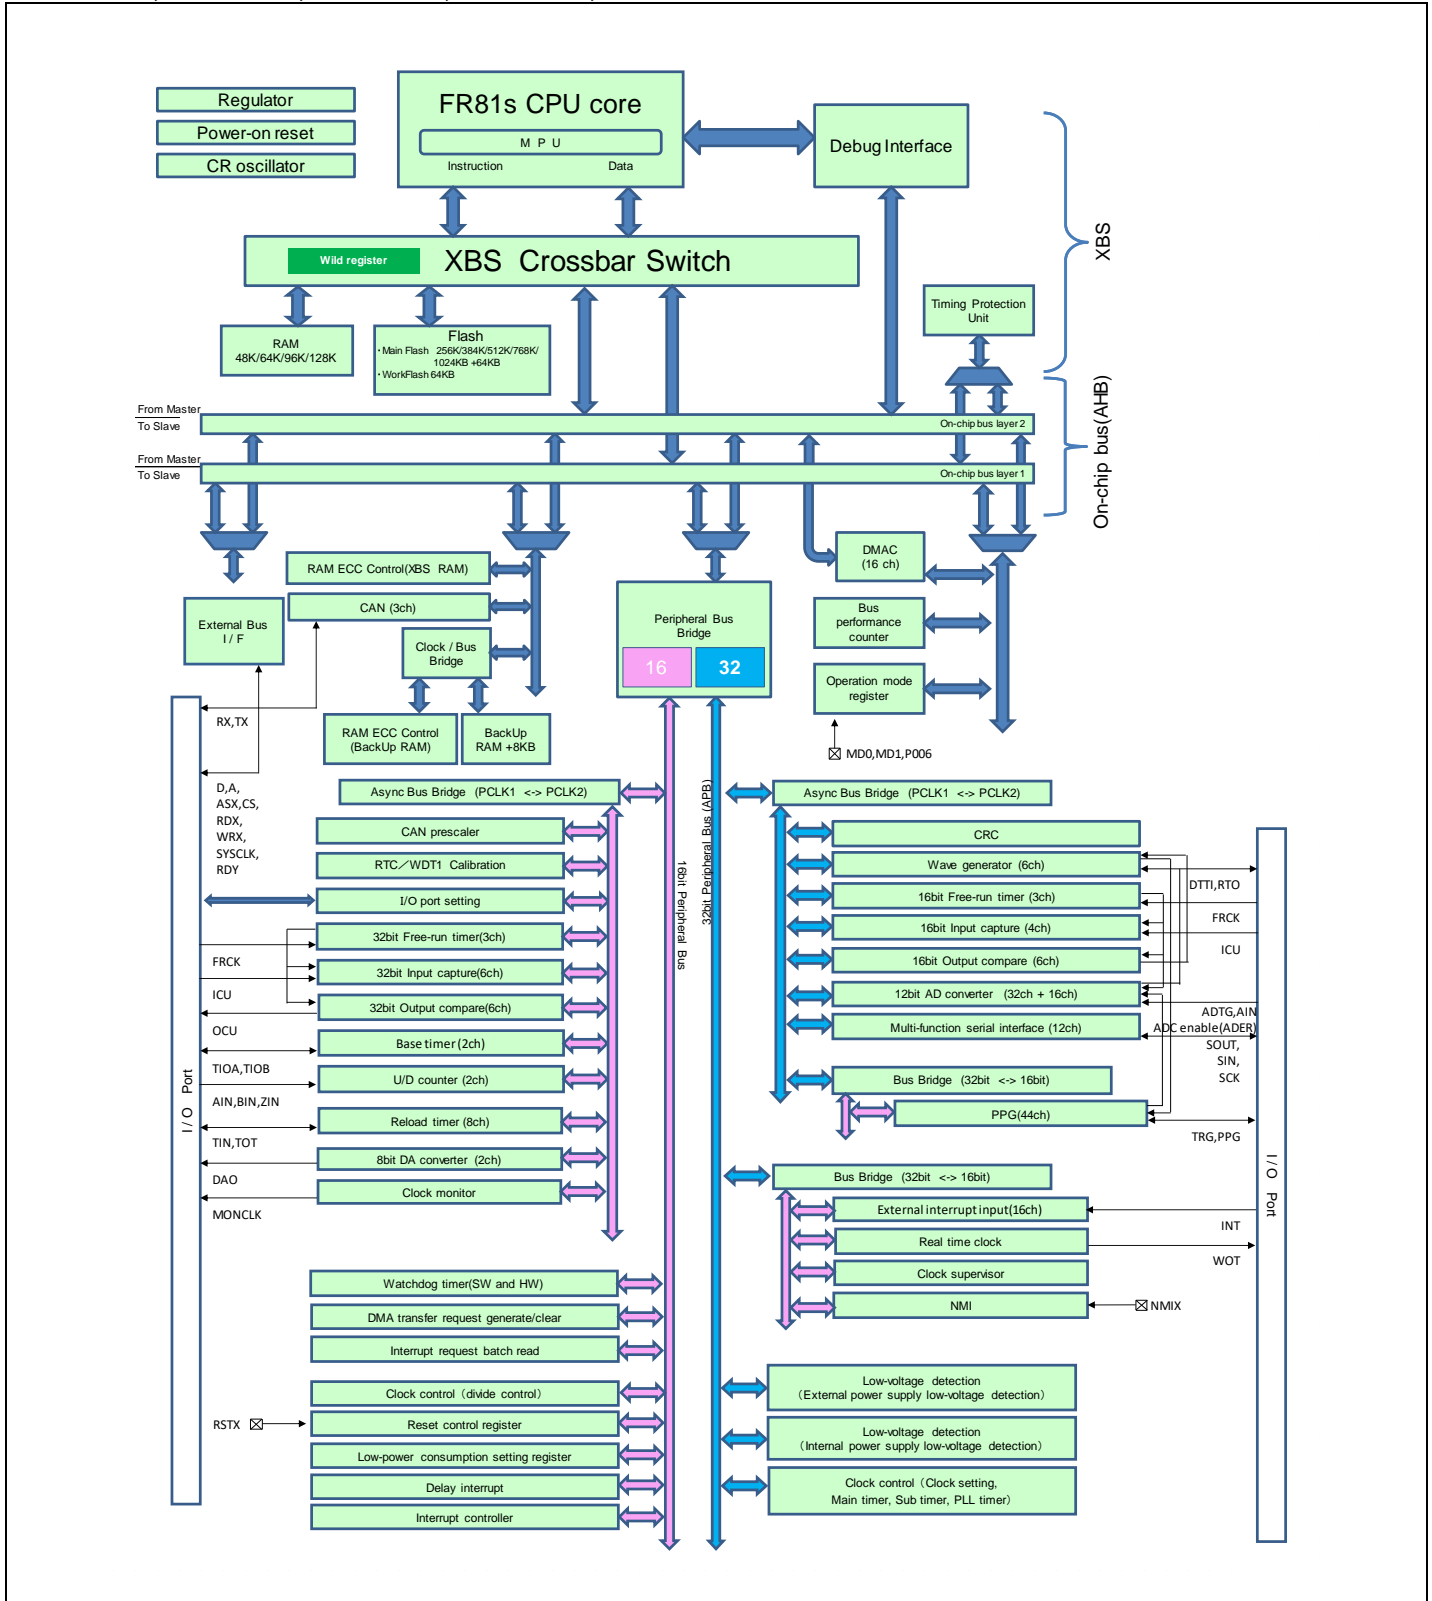 Regulator
Power-on reset
CR oscillator
FR81s CPU core
M P U
Instruction
Data
Debug Interface
XBS
Wild register
XBS Crossbar Switch
Timing Protection
Unit
RAM
48K/64K/96K/128K
Flash
・Main Flash 256K/384K/512K/768K/
1024KB +64KB
・WorkFlash 64KB
From Master
To Slave
On-chip bus layer 2
From Master
To Slave
On-chip bus layer 1
On-chip bus(AHB)
RAM ECC Control(XBS RAM)
CAN (3ch)
External Bus
I / F
Clock / Bus
Bridge
RAM ECC Control
(BackUp RAM)
BackUp
RAM +8KB
Peripheral Bus
Bridge
16
32
DMAC
(16 ch)
Bus
performance
counter
Operation mode
register
MD0,MD1,P006
RX,TX
D,A,
ASX,CS,
RDX,
WRX,
SYSCLK,
RDY
I / O Port
Async Bus Bridge (PCLK1 <-> PCLK2)
CAN prescaler
RTC／WDT1 Calibration
I/O port setting
32bit Free-run timer(3ch)
FRCK
32bit Input capture(6ch)
ICU
32bit Output compare(6ch)
OCU
Base timer (2ch)
TIOA,TIOB
U/D counter (2ch)
AIN,BIN,ZIN
Reload timer (8ch)
TIN,TOT
8bit DA converter (2ch)
DAO
Clock monitor
MONCLK
16bit Peripheral Bus
32bit Peripheral Bus (APB)
Watchdog timer(SW and HW)
DMA transfer request generate/clear
Interrupt request batch read
Clock control（divide control）
RSTX
Reset control register
Low-power consumption setting register
Delay interrupt
Interrupt controller
Async Bus Bridge (PCLK1 <-> PCLK2)
CRC
Wave generator (6ch)
DTTI,RTO
16bit Free-run timer (3ch)
FRCK
16bit Input capture (4ch)
ICU
16bit Output compare (6ch)
12bit AD converter (32ch + 16ch)
ADTG,AIN
ADC enable(ADER)
Multi-function serial interface (12ch)
SOUT,
SIN,
SCK
Bus Bridge (32bit <-> 16bit)
PPG(44ch)
TRG,PPG
I / O Port
Bus Bridge (32bit <-> 16bit)
External interrupt input(16ch)
INT
Real time clock
WOT
Clock supervisor
NMI
NMIX
Low-voltage detection
（External power supply low-voltage detection）
Low-voltage detection
（Internal power supply low-voltage detection）
Clock control（Clock setting,
Main timer, Sub timer, PLL timer）